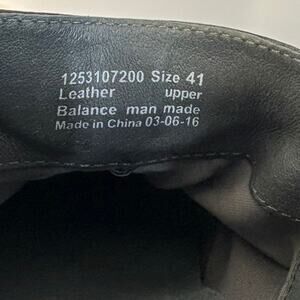 1253107200 Size 41
Leather upper
Balance man made
Made in China 03-06-16